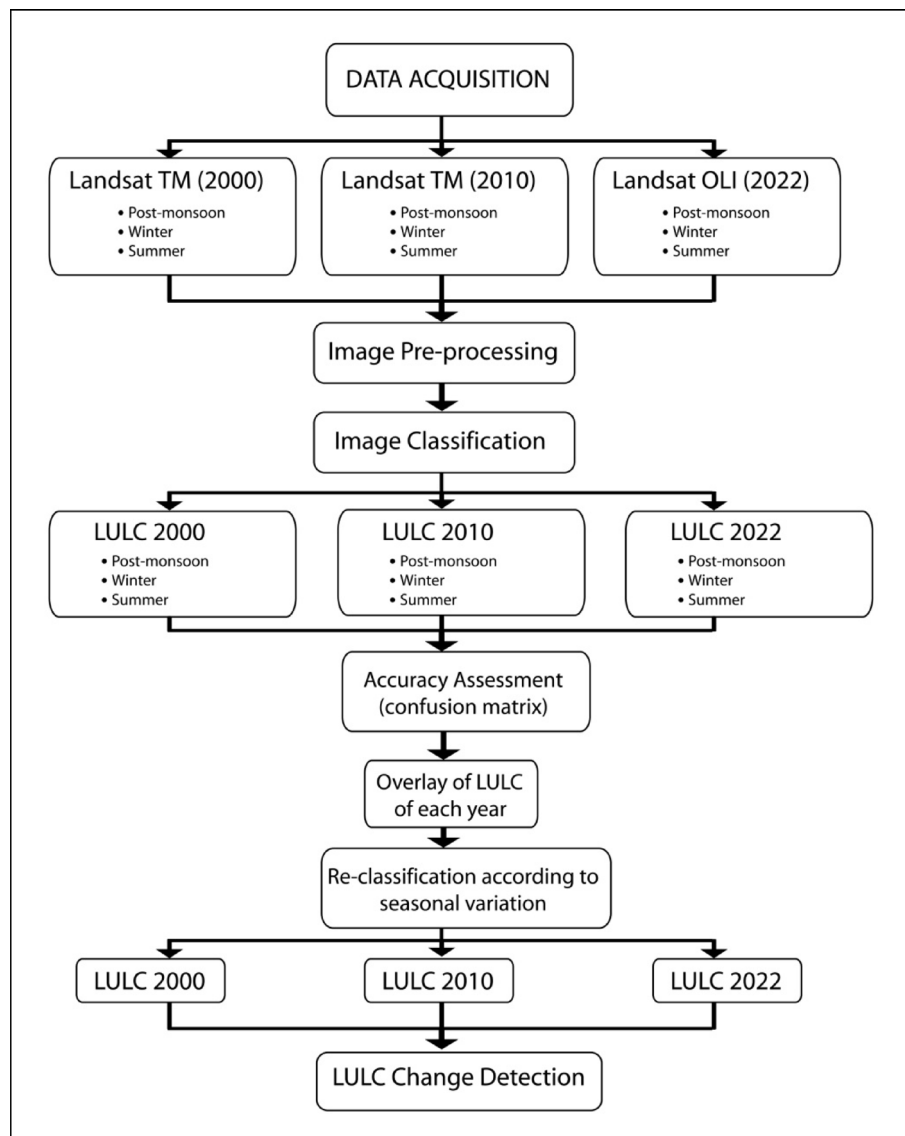 DATA ACQUISITION
Landsat TM (2000)
• Post-monsoon
• Winter
• Summer
Landsat TM (2010)
• Post-monsoon
• Winter
• Summer
Landsat OLI (2022)
• Post-monsoon
• Winter
• Summer
Image Pre-processing
Image Classification
LULC 2000
• Post-monsoon
• Winter
• Summer
LULC 2010
• Post-monsoon
• Winter
• Summer
LULC 2022
• Post-monsoon
• Winter
• Summer
Accuracy Assessment
(confusion matrix)
Overlay of LULC
of each year
Re-classification according to
seasonal variation
LULC 2000
LULC 2010
LULC 2022
LULC Change Detection